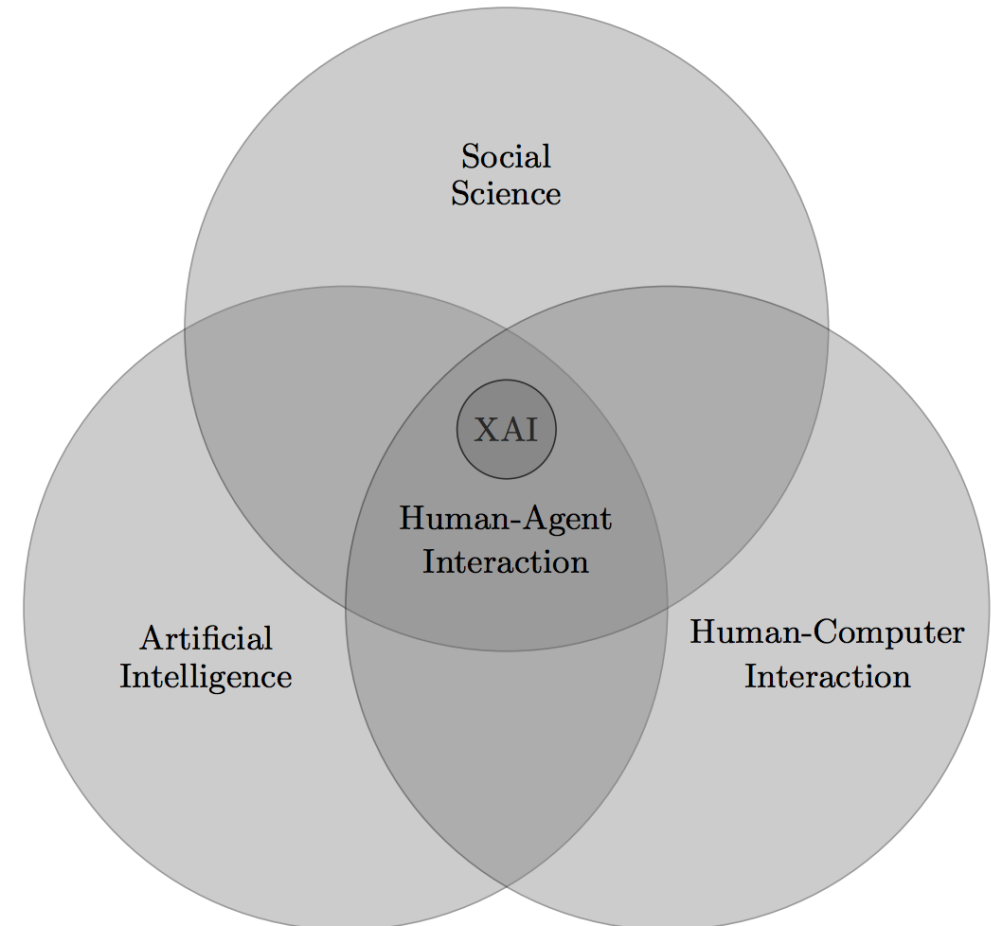 Social
Science
XAI
Human-Agent
Interaction
Artificial
Intelligence
Human-Computer
Interaction